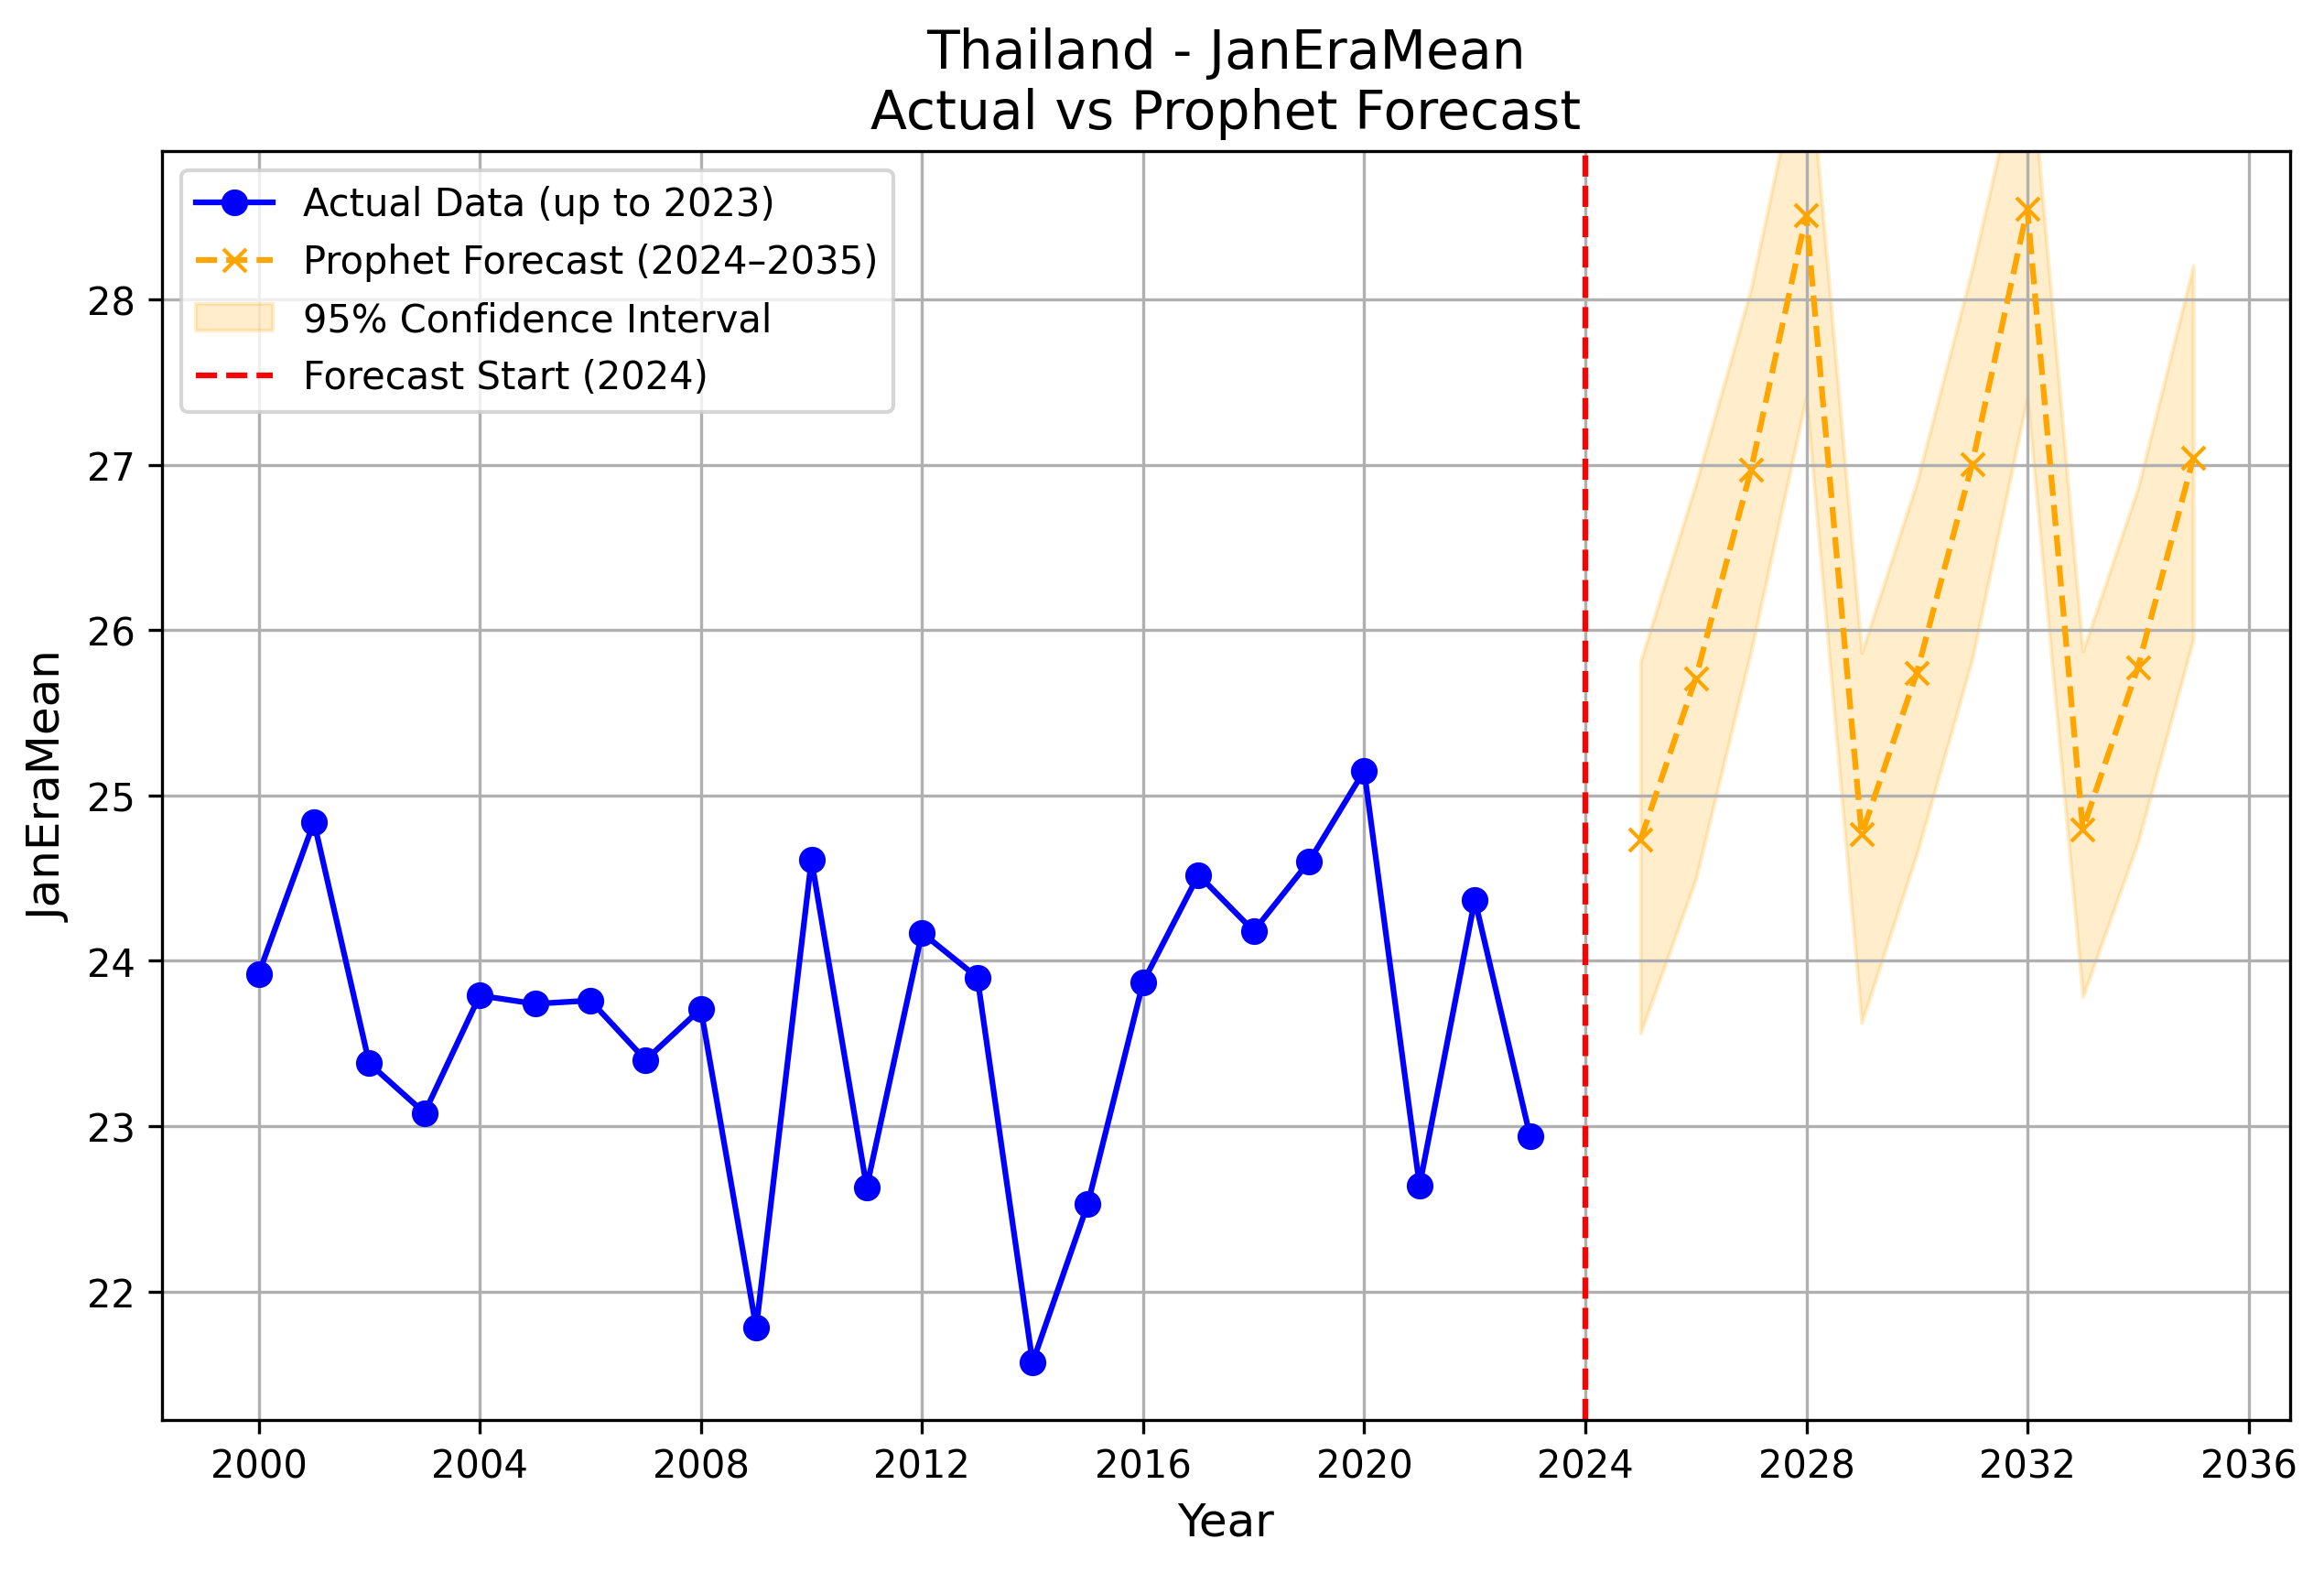 Thailand - JanEraMean
Actual vs Prophet Forecast
Actual Data (up to 2023)
Prophet Forecast (2024–2035)
95% Confidence Interval
Forecast Start (2024)
JanEraMean
28
27
26
25
24
23
22
2000 2004 2008 2012 2016 2020 2024 2028 2032 2036
Year